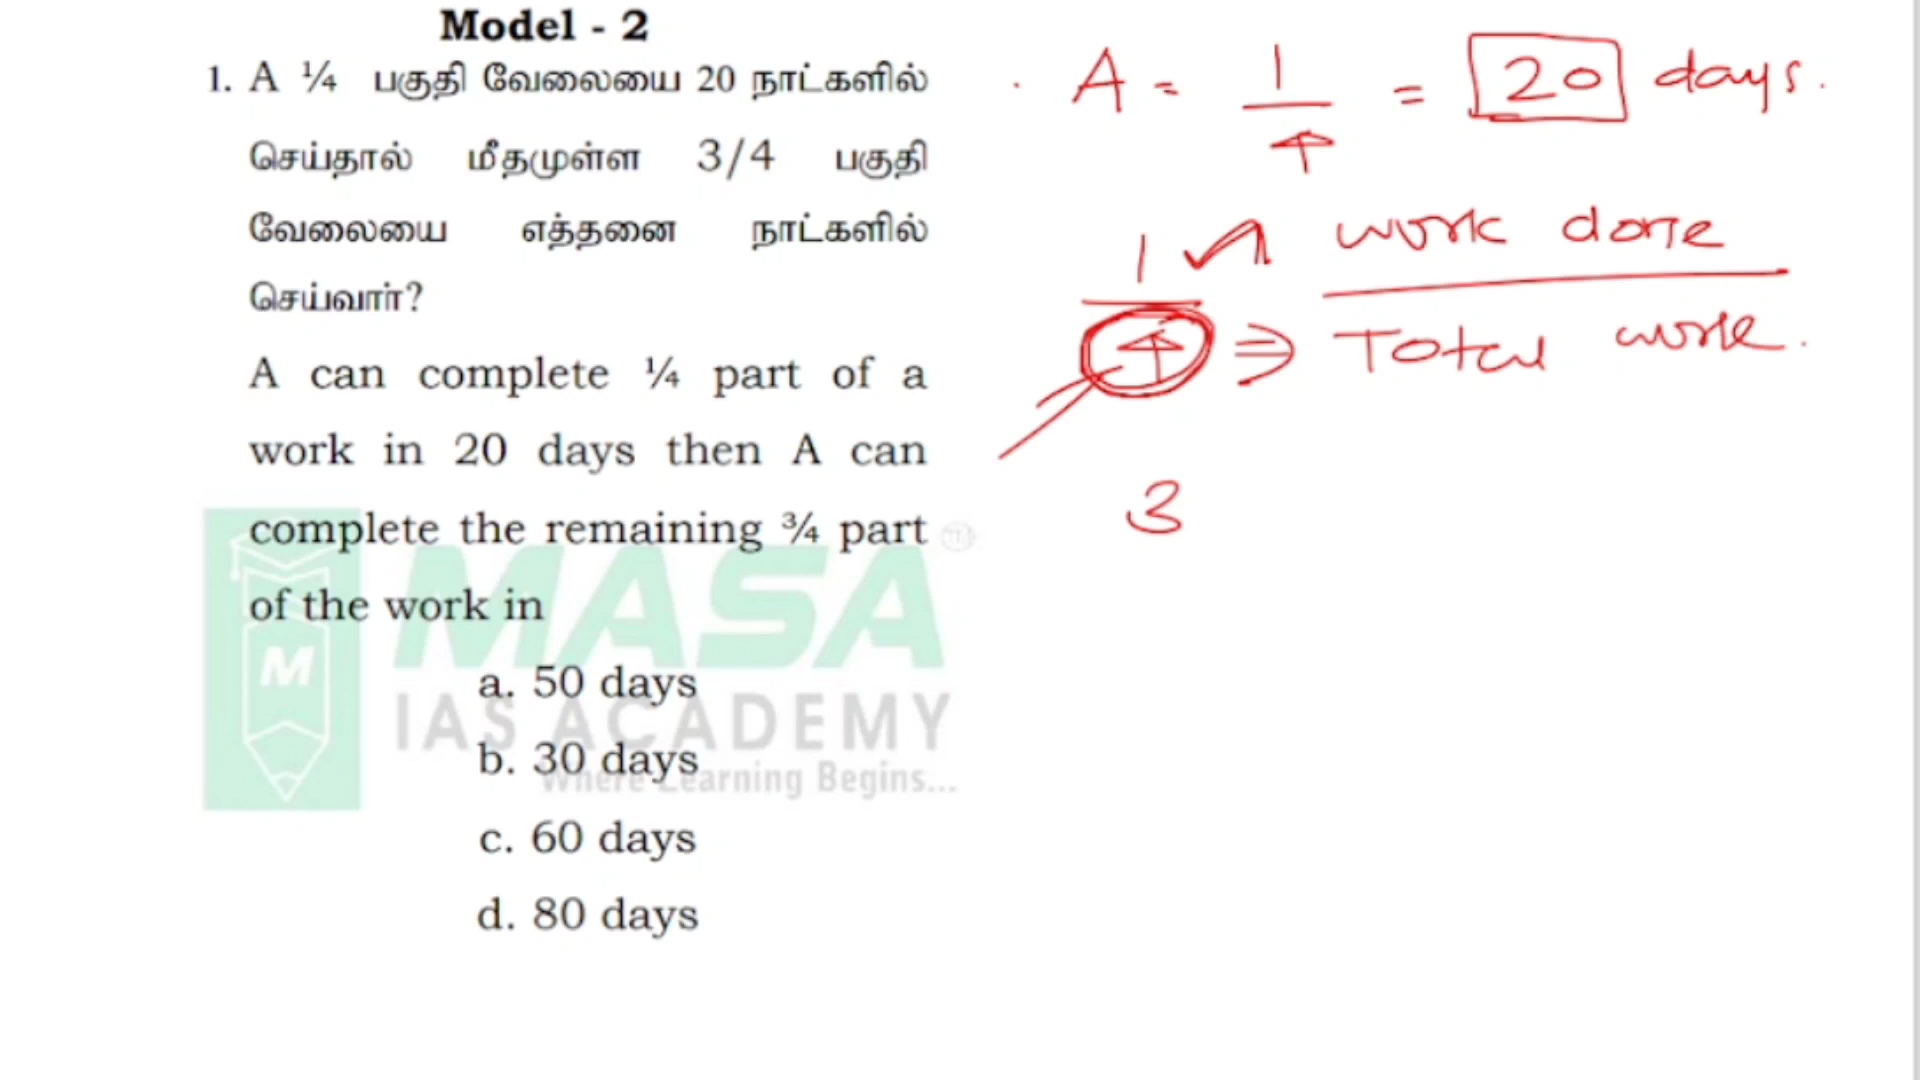 Model - 2
1. A ¼ பகுதி வேலையை 20 நாட்களில்
செய்தால் மீதமுள்ள 3/4 பகுதி
வேலையை எத்தனை நாட்களில்
செய்வார்?
A can complete ¼ part of a
work in 20 days then A can
complete the remaining ¾ part
of the work in
a. 50 days
b. 30 days
c. 60 days
d. 80 days
M
MASA
IAS ACADEMY
Where Learning Begins...
A = 1/4 = 20 days.
1 work done
4 ⇒ Total work.
3